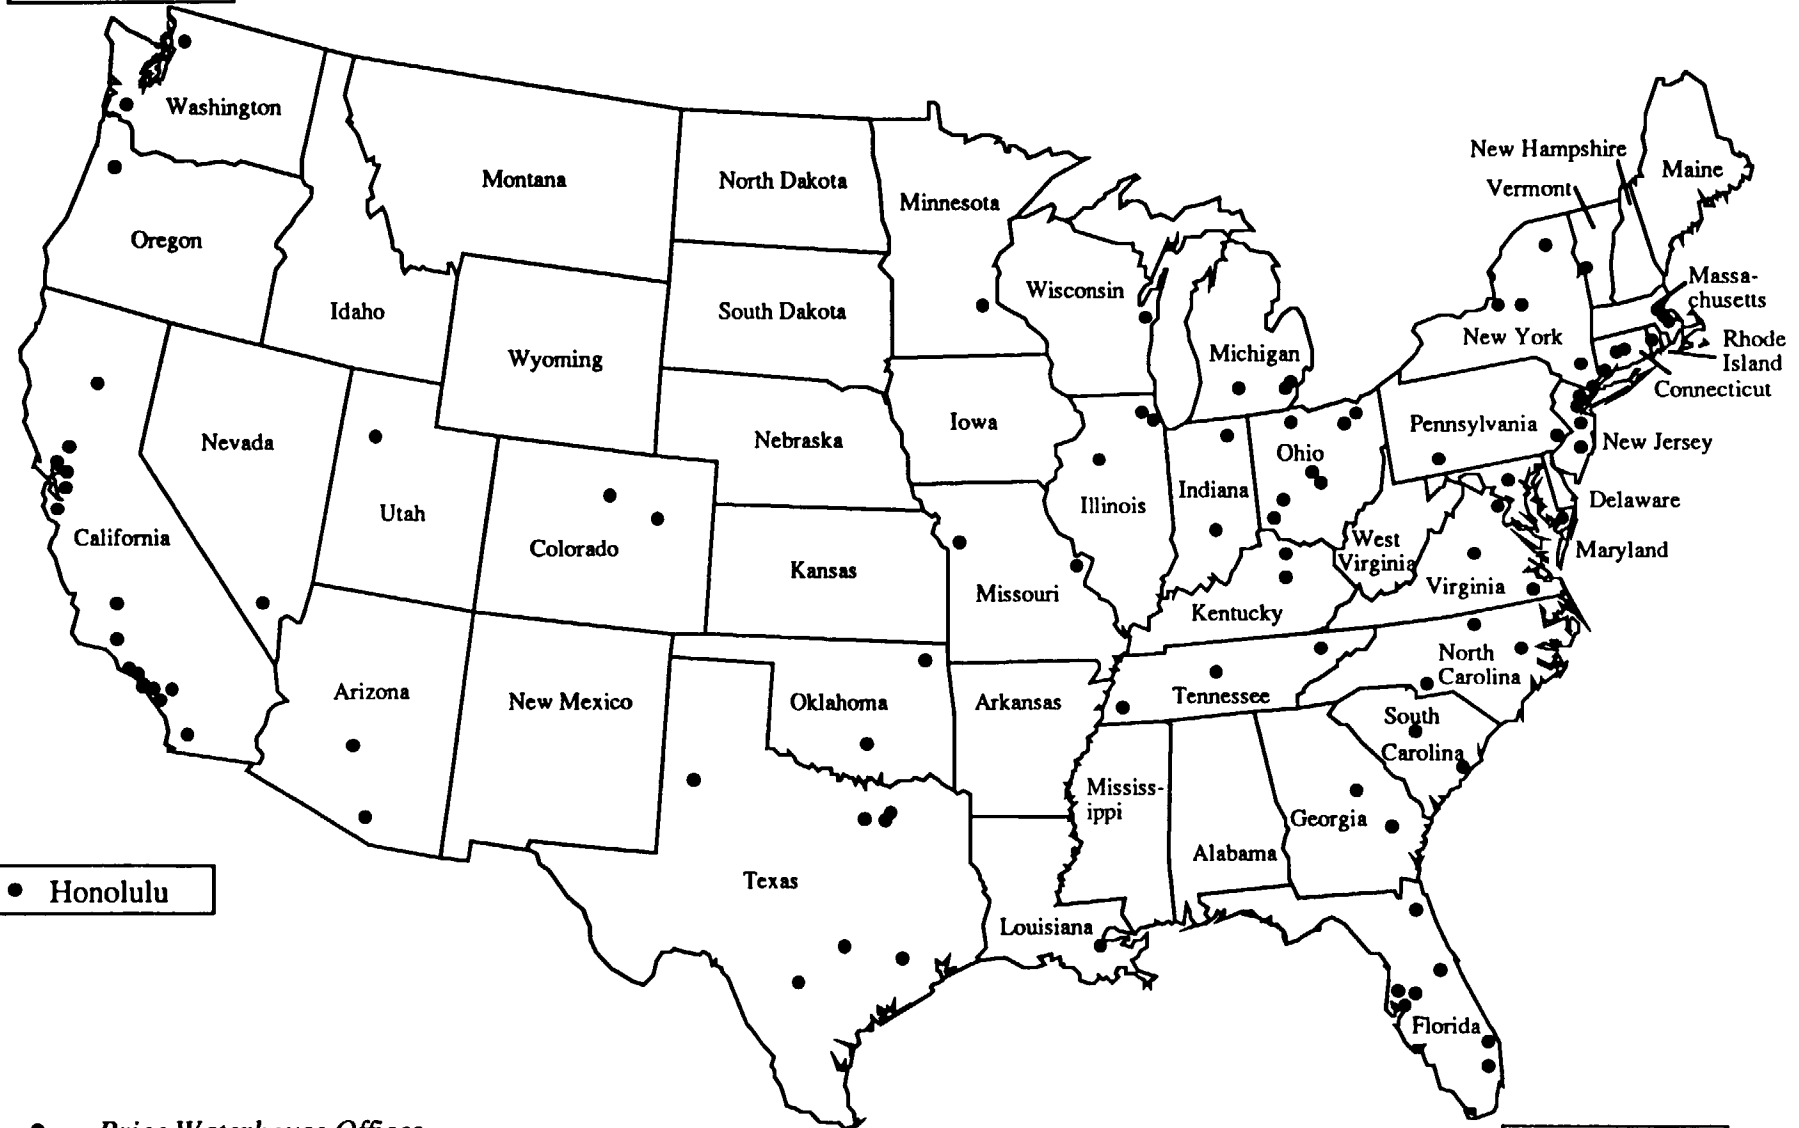 Washington
Montana
North Dakota
Minnesota
New Hampshire
Vermont
Maine
Oregon
Idaho
Wyoming
South Dakota
Wisconsin
Michigan
New York
Massa-
chusetts
Rhode
Island
Connecticut
Nevada
Utah
Colorado
Nebraska
Iowa
Illinois
Indiana
Ohio
Pennsylvania
New Jersey
Delaware
Maryland
California
Kansas
Missouri
Kentucky
West
Virginia
Virginia
Arizona
New Mexico
Oklahoma
Arkansas
Tennessee
North
Carolina
South
Carolina
Mississ-
ippi
Alabama
Georgia
Texas
Louisiana
Florida
Honolulu
Price Waterhouse Offices